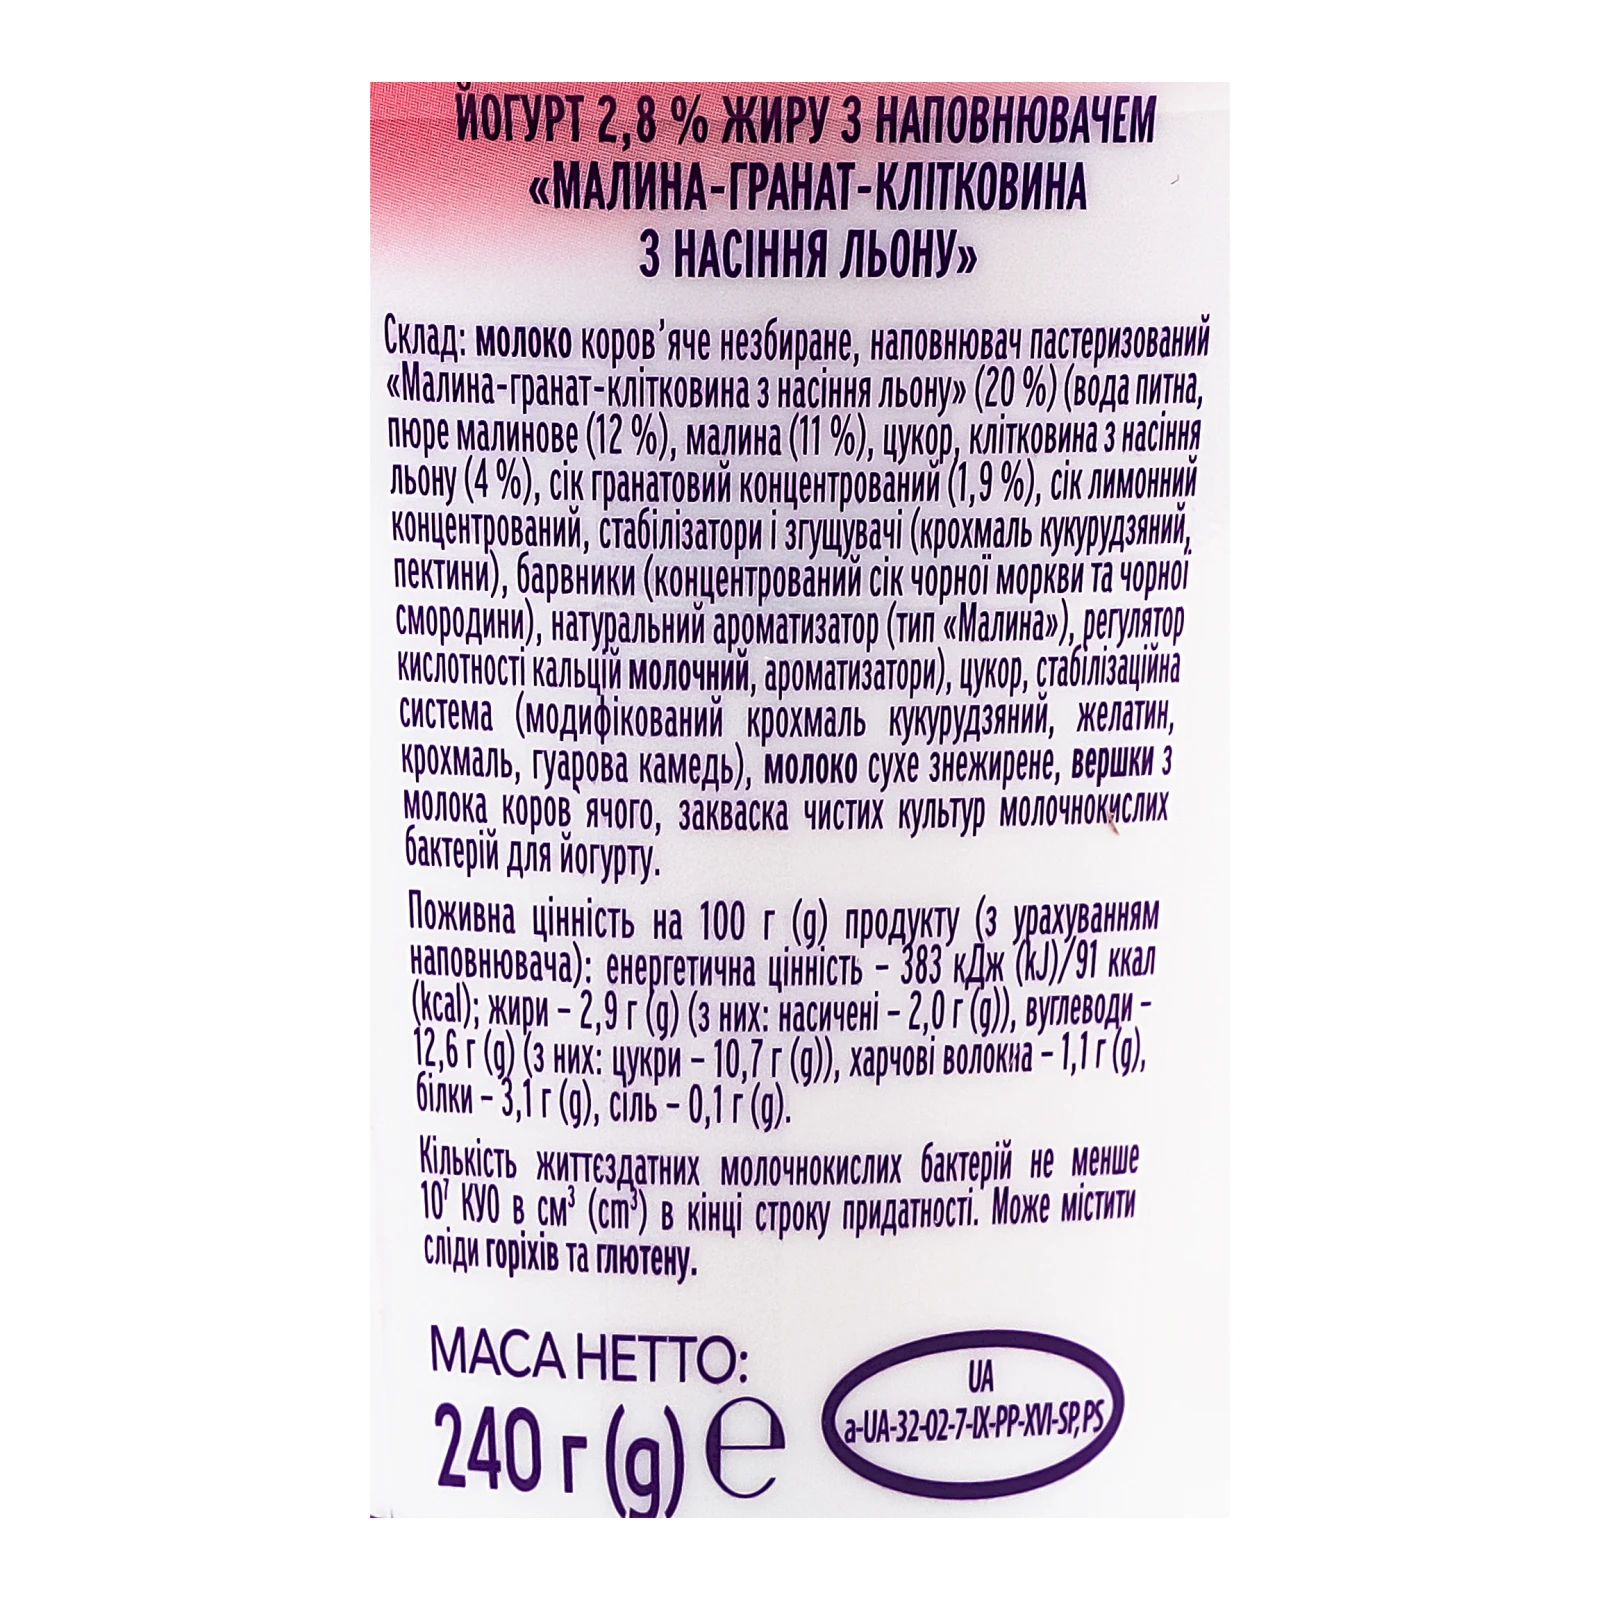 ЙОГУРТ 2,8 % ЖИРУ З НАПОВНЮВАЧЕМ
«МАЛИНА-ГРАНАТ-КЛІТКОВИНА
З НАСІННЯ ЛЬОНУ»
Склад: молоко коров’яче незбиране, наповнювач пастеризований
«Малина-гранат-клітковина з насіння льону» (20 %) (вода питна,
пюре малинове (12 %), малина (11 %), цукор, клітковина з насіння
льону (4 %), сік гранатовий концентрований (1,9 %), сік лимонний
концентрований, стабілізатори і згущувачі (крохмаль кукурудзяний,
пектини), барвники (концентрований сік чорної моркви та чорної
смородини), натуральний ароматизатор (тип «Малина»), регулятор
кислотності кальцій молочний, ароматизатори), цукор, стабілізаційна
система (модифікований крохмаль кукурудзяний, желатин,
крохмаль, гуарова камедь), молоко сухе знежирене, вершки з
молока коров`ячого, закваска чистих культур молочнокислих
бактерій для йогурту.
Поживна цінність на 100 г (g) продукту (з урахуванням
наповнювача): енергетична цінність – 383 кДж (kJ)/91 ккал
(kcal); жири – 2,9 г (g) (з них: насичені – 2,0 г (g)), вуглеводи –
12,6 г (g) (з них: цукри – 10,7 г (g)), харчові волокна – 1,1 г (g),
білки – 3,1 г (g), сіль – 0,1 г (g).
Кількість життєздатних молочнокислих бактерій не менше
10⁷ КУО в см³ (cm³) в кінці строку придатності. Може містити
сліди горіхів та глютену.
МАСА НЕТТО:
240 г (g) e
UA
a-UA-32-02-7-IX-PP-XVI-SP,PS